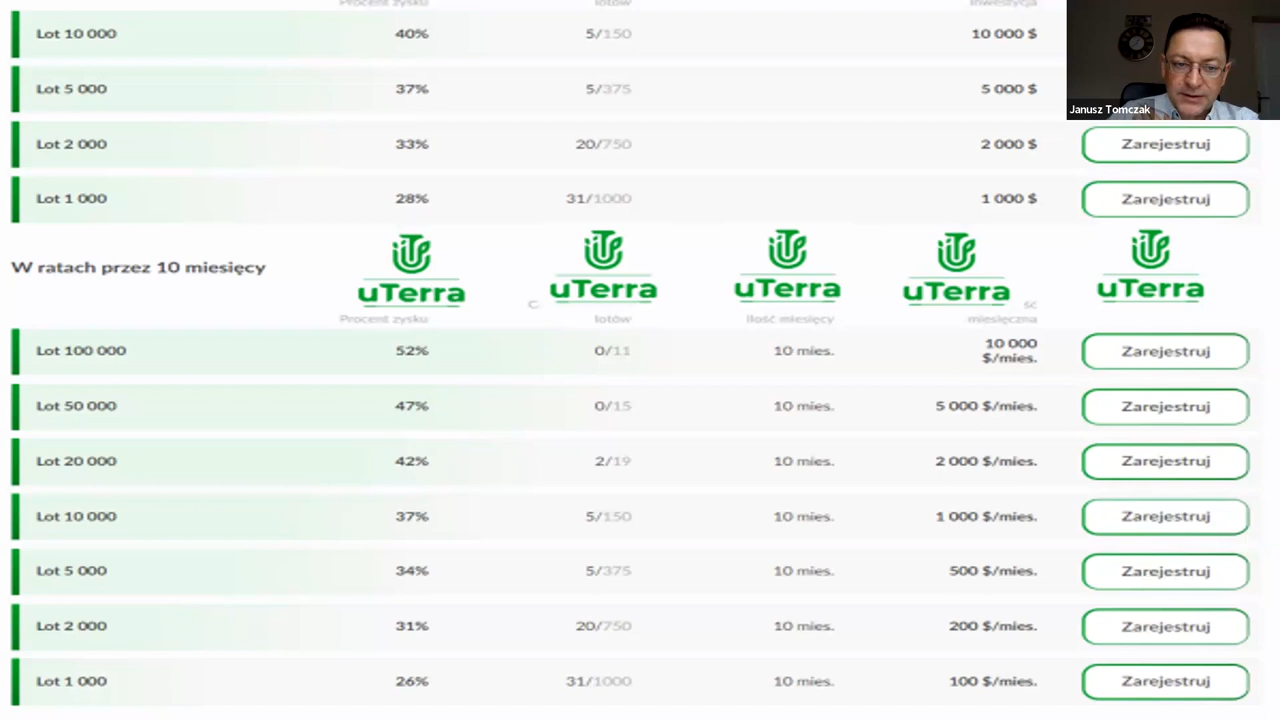 Procent zysku lotów Inwestycja
Lot 10 000 40% 5/150 10 000 $
Lot 5 000 37% 5/375 5 000 $
Janusz Tomczak
Lot 2 000 33% 20/750 2 000 $ Zarejestruj
Lot 1 000 28% 31/1000 1 000 $ Zarejestruj
W ratach przez 10 miesięcy
uTerra uTerra uTerra uTerra uTerra
C ść
Procent zysku lotów Ilość miesięcy miesięczna
Lot 100 000 52% 0/11 10 mies. 10 000 $/mies. Zarejestruj
Lot 50 000 47% 0/15 10 mies. 5 000 $/mies. Zarejestruj
Lot 20 000 42% 2/19 10 mies. 2 000 $/mies. Zarejestruj
Lot 10 000 37% 5/150 10 mies. 1 000 $/mies. Zarejestruj
Lot 5 000 34% 5/375 10 mies. 500 $/mies. Zarejestruj
Lot 2 000 31% 20/750 10 mies. 200 $/mies. Zarejestruj
Lot 1 000 26% 31/1000 10 mies. 100 $/mies. Zarejestruj